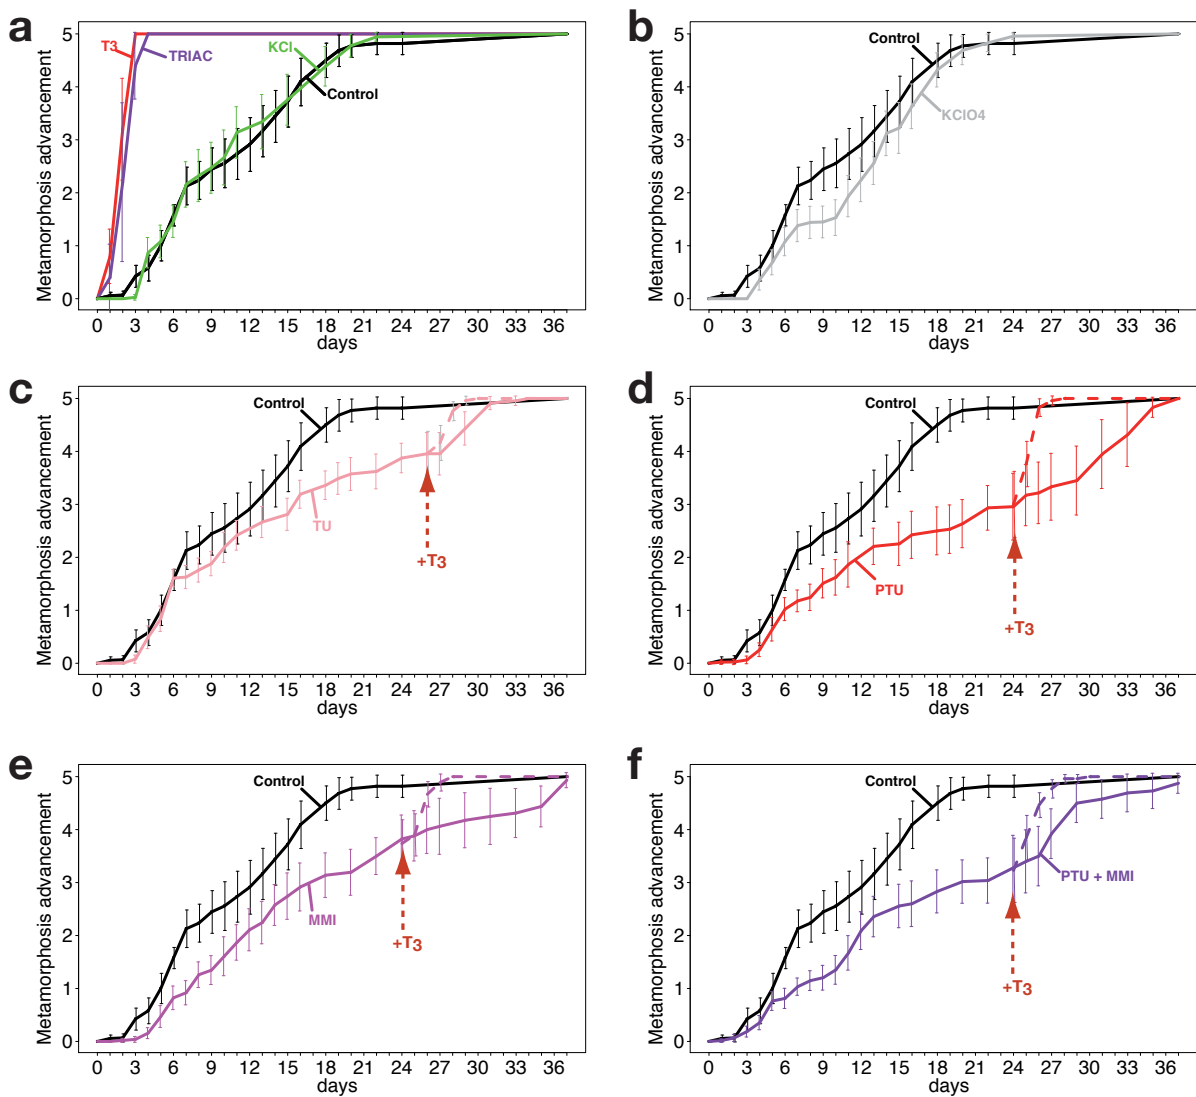 a
Metamorphosis advancement
5
4
3
2
1
0
T3
TRIAC
KCl
Control
0 3 6 9 12 15 18 21 24 27 30 33 36
days
b
Metamorphosis advancement
5
4
3
2
1
0
Control
KClO4
0 3 6 9 12 15 18 21 24 27 30 33 36
days
c
Metamorphosis advancement
5
4
3
2
1
0
Control
TU
+T3
0 3 6 9 12 15 18 21 24 27 30 33 36
days
d
Metamorphosis advancement
5
4
3
2
1
0
Control
PTU
+T3
0 3 6 9 12 15 18 21 24 27 30 33 36
days
e
Metamorphosis advancement
5
4
3
2
1
0
Control
MMI
+T3
0 3 6 9 12 15 18 21 24 27 30 33 36
days
f
Metamorphosis advancement
5
4
3
2
1
0
Control
PTU + MMI
+T3
0 3 6 9 12 15 18 21 24 27 30 33 36
days